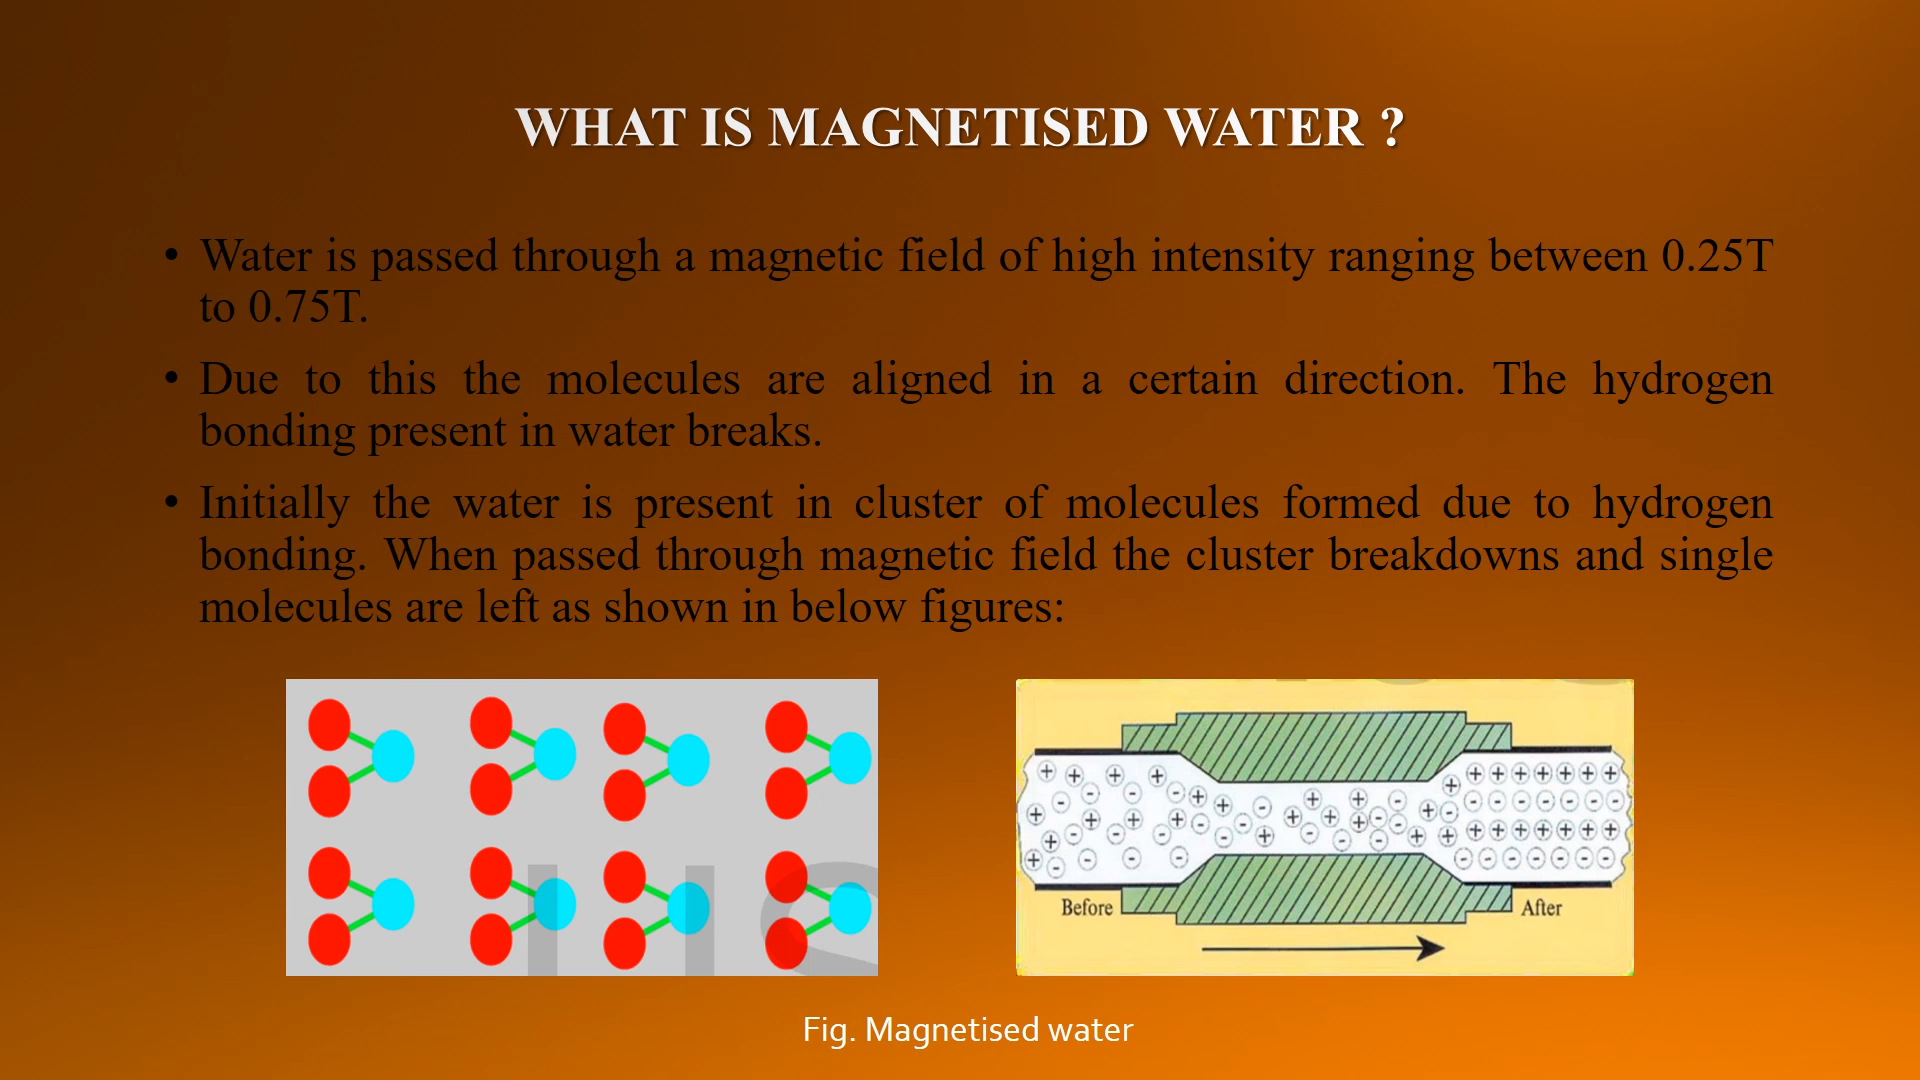 WHAT IS MAGNETISED WATER ?
• Water is passed through a magnetic field of high intensity ranging between 0.25T
to 0.75T.
• Due to this the molecules are aligned in a certain direction. The hydrogen
bonding present in water breaks.
• Initially the water is present in cluster of molecules formed due to hydrogen
bonding. When passed through magnetic field the cluster breakdowns and single
molecules are left as shown in below figures:
Before
After
Fig. Magnetised water